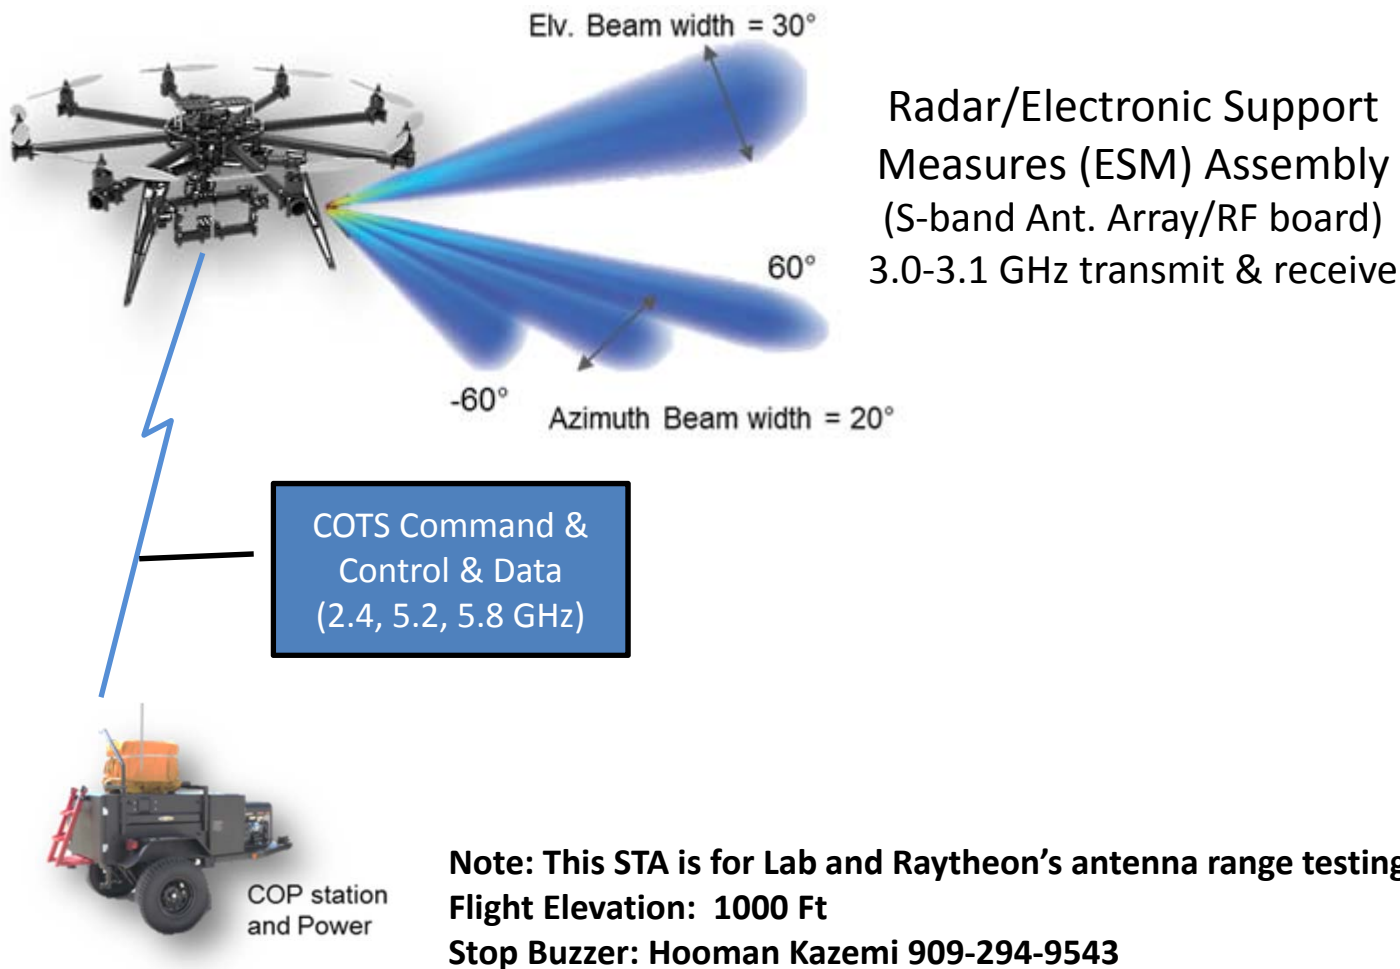 Elv. Beam width = 30°
Radar/Electronic Support
Measures (ESM) Assembly
(S-band Ant. Array/RF board)
3.0-3.1 GHz transmit & receive
60°
-60°
Azimuth Beam width = 20°
COTS Command &
Control & Data
(2.4, 5.2, 5.8 GHz)
COP station
and Power
Note: This STA is for Lab and Raytheon's antenna range testing
Flight Elevation: 1000 Ft
Stop Buzzer: Hooman Kazemi 909-294-9543